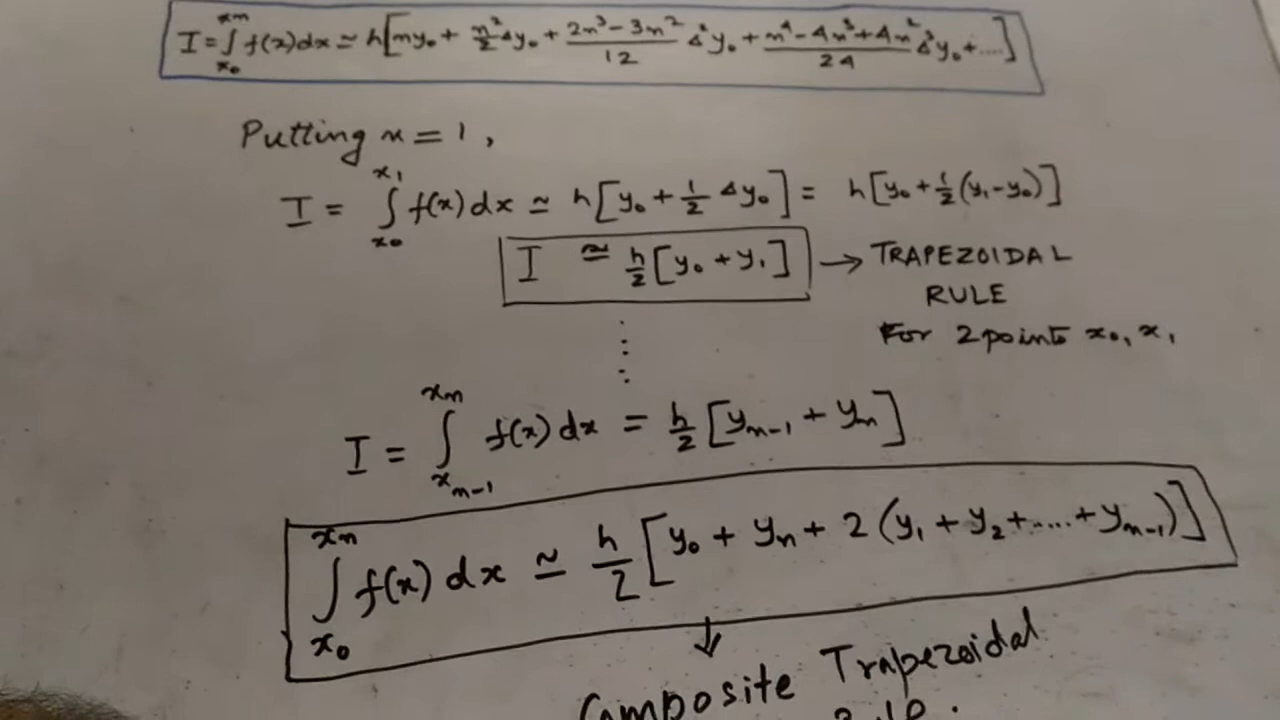 I = ∫_{x₀}^{xₙ} f(x) dx ≃ h[ny₀ + n²/2 Δy₀ + (2n³ − 3n²)/12 Δ²y₀ + (n⁴ − 4n³ + 4n²)/24 Δ³y₀ + ....]
Putting n = 1,
I = ∫_{x₀}^{x₁} f(x) dx ≃ h[y₀ + 1/2 Δy₀] = h[y₀ + 1/2 (y₁ − y₀)]
I ≃ h/2 [y₀ + y₁] → TRAPEZOIDAL
RULE
For 2 points x₀, x₁
I = ∫_{xₙ₋₁}^{xₙ} f(x) dx = h/2 [yₙ₋₁ + yₙ]
∫_{x₀}^{xₙ} f(x) dx ≃ h/2 [y₀ + yₙ + 2 (y₁ + y₂ + .... + yₙ₋₁)]
↓
Composite Trapezoidal